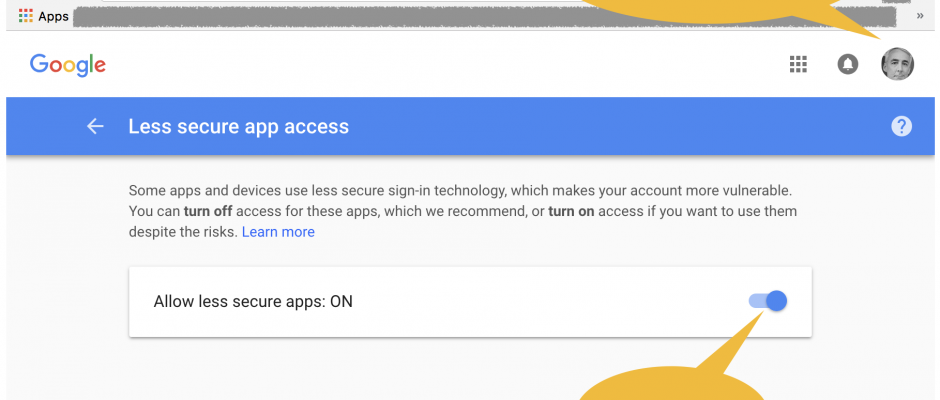 Apps
»
Google
Less secure app access
?
Some apps and devices use less secure sign-in technology, which makes your account more vulnerable.
You can turn off access for these apps, which we recommend, or turn on access if you want to use them
despite the risks. Learn more
Allow less secure apps: ON